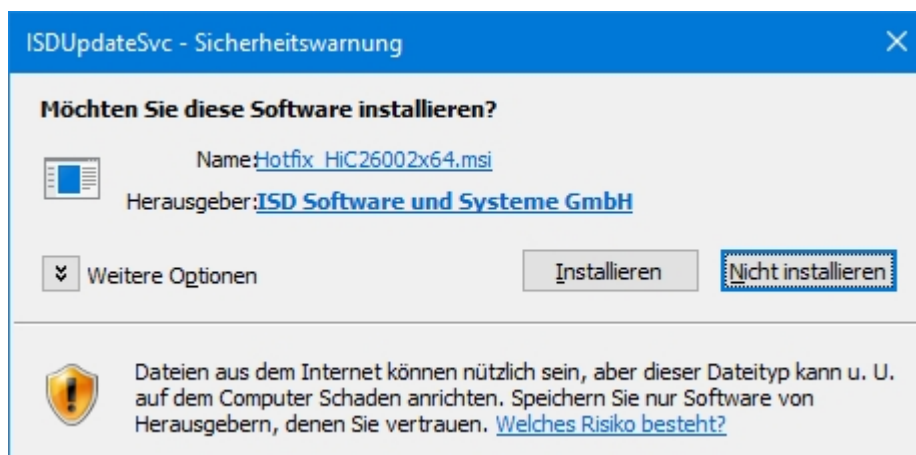 ISDUpdateSvc - Sicherheitswarnung
Möchten Sie diese Software installieren?
Name:Hotfix_HiC26002x64.msi
Herausgeber:ISD Software und Systeme GmbH
Weitere Optionen
Installieren
Nicht installieren
Dateien aus dem Internet können nützlich sein, aber dieser Dateityp kann u. U.
auf dem Computer Schaden anrichten. Speichern Sie nur Software von
Herausgebern, denen Sie vertrauen. Welches Risiko besteht?